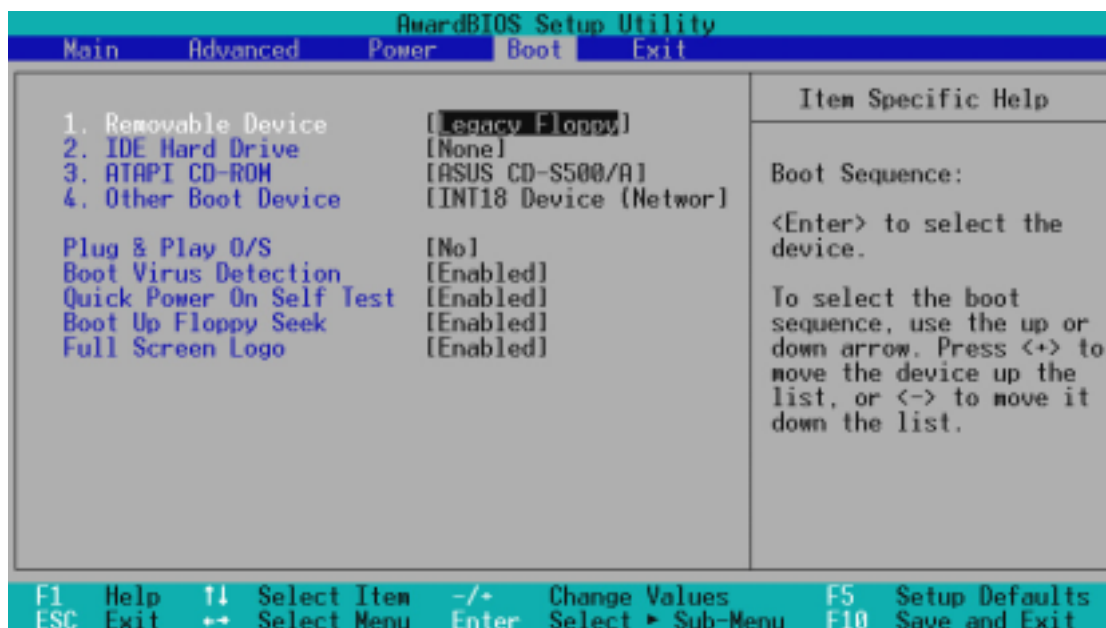 AwardBIOS Setup Utility
Main Advanced Power Boot Exit
1. Removable Device [Legacy Floppy]
2. IDE Hard Drive [None]
3. ATAPI CD-ROM [ASUS CD-S500/A]
4. Other Boot Device [INT18 Device (Networ]
Plug & Play O/S [No]
Boot Virus Detection [Enabled]
Quick Power On Self Test [Enabled]
Boot Up Floppy Seek [Enabled]
Full Screen Logo [Enabled]
Item Specific Help
Boot Sequence:
<Enter> to select the
device.
To select the boot
sequence, use the up or
down arrow. Press <+> to
move the device up the
list, or <-> to move it
down the list.
F1 Help ↑↓ Select Item -/+ Change Values F5 Setup Defaults
ESC Exit ←→ Select Menu Enter Select ► Sub-Menu F10 Save and Exit